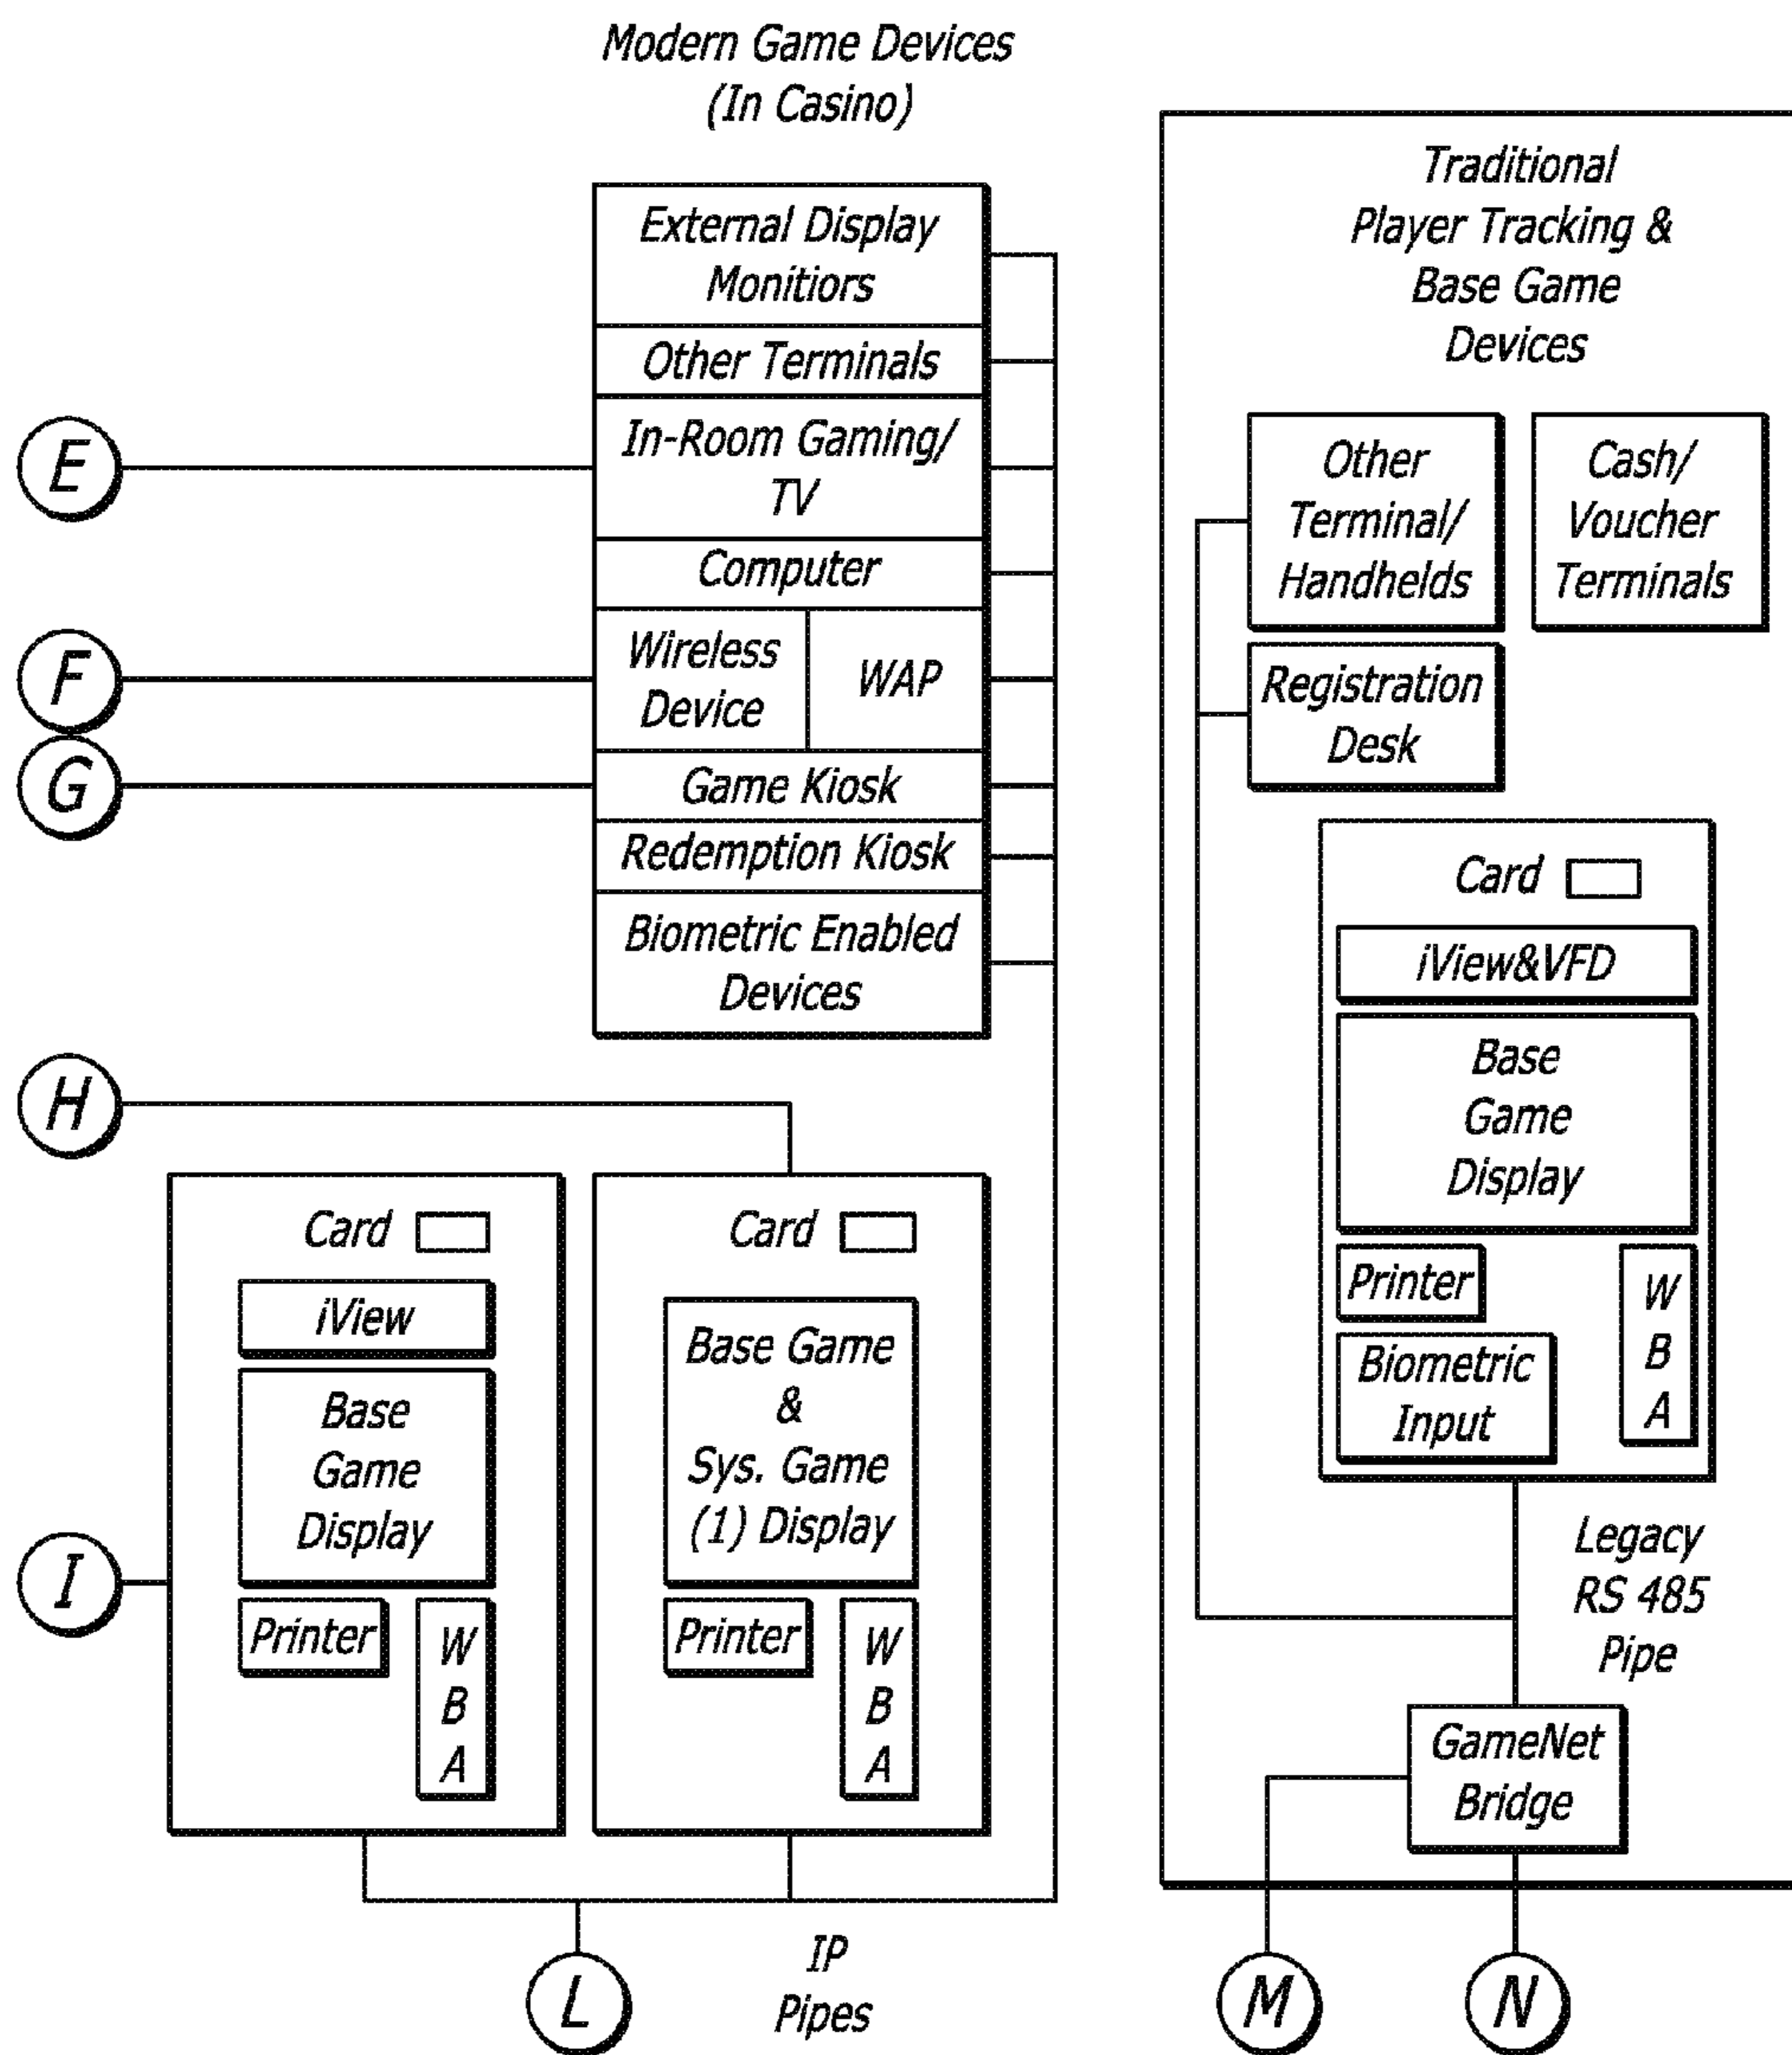 Modern Game Devices
(In Casino)
External Display
Monitiors
Other Terminals
In-Room Gaming/
TV
Computer
Wireless
Device
WAP
Game Kiosk
Redemption Kiosk
Biometric Enabled
Devices
E
F
G
H
I
Card
iView
Base
Game
Display
Printer
W
B
A
Card
Base Game
&
Sys. Game
(1) Display
Printer
W
B
A
L
IP
Pipes
Traditional
Player Tracking &
Base Game
Devices
Other
Terminal/
Handhelds
Cash/
Voucher
Terminals
Registration
Desk
Card
iView&VFD
Base
Game
Display
Printer
Biometric
Input
W
B
A
Legacy
RS 485
Pipe
GameNet
Bridge
M
N